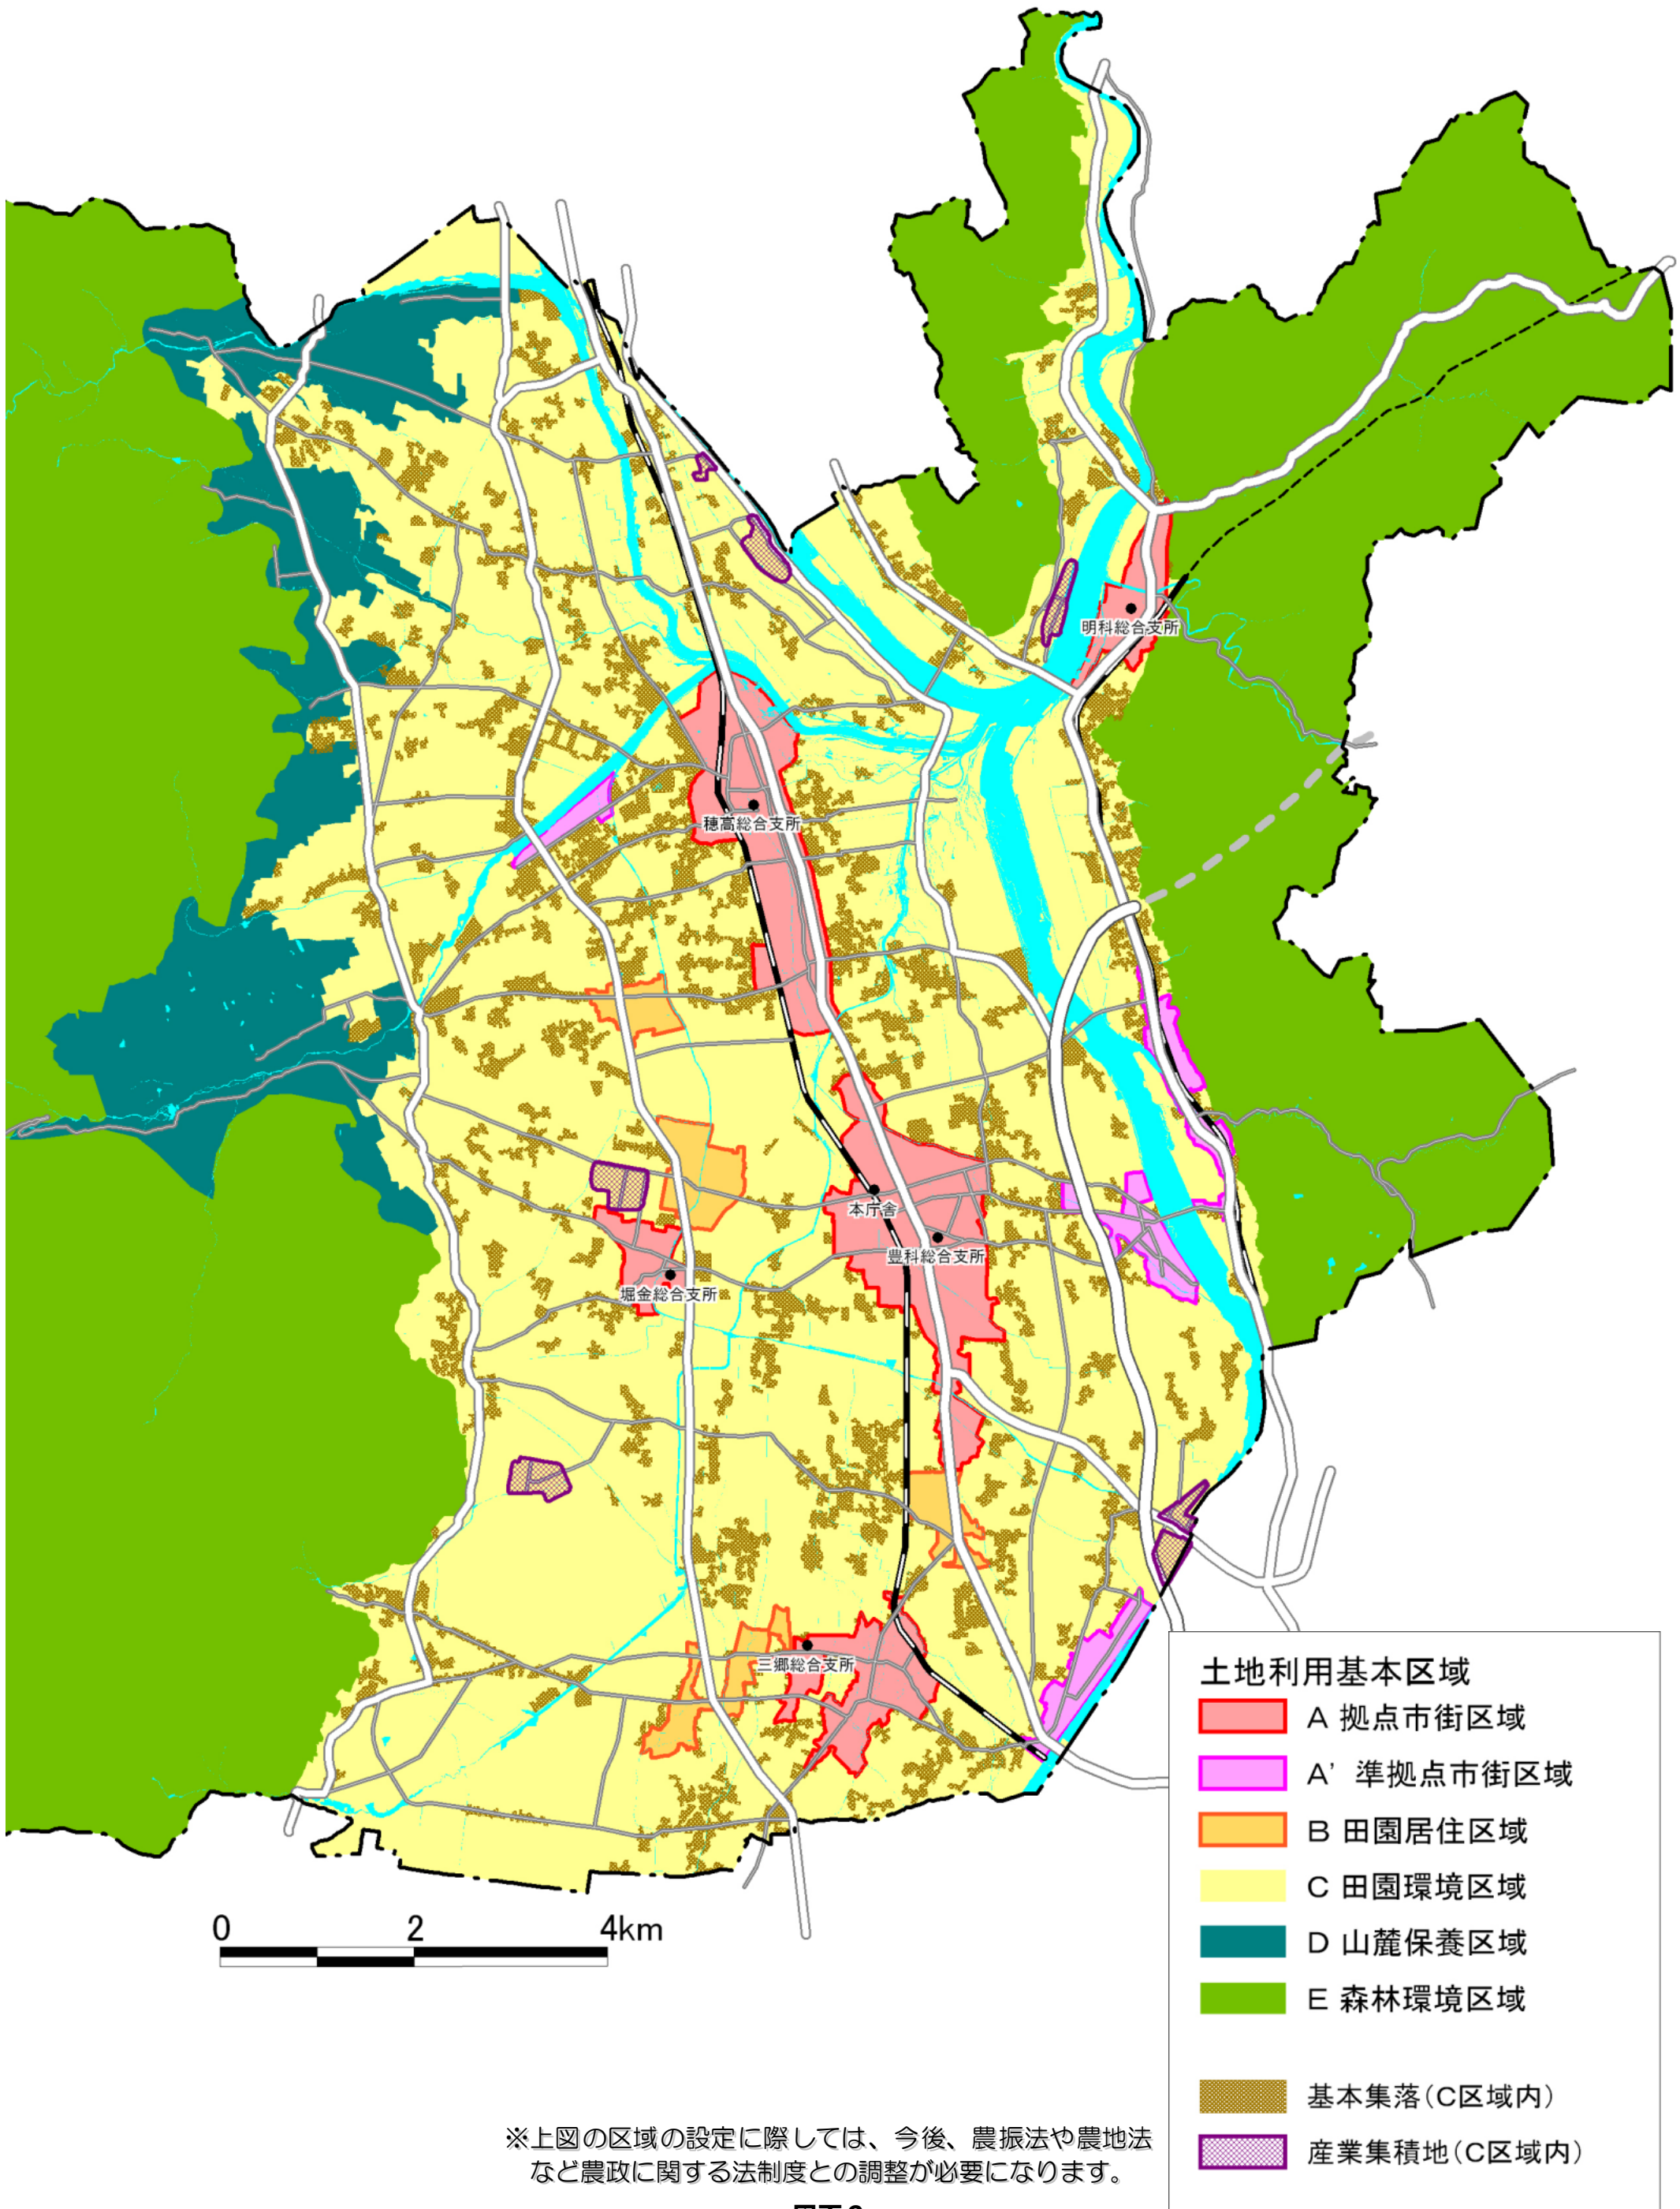 明科総合支所
穂高総合支所
本庁舎
豊科総合支所
堀金総合支所
三郷総合支所
0 2 4km
土地利用基本区域
A 拠点市街区域
A' 準拠点市街区域
B 田園居住区域
C 田園環境区域
D 山麓保養区域
E 森林環境区域
基本集落(C区域内)
産業集積地(C区域内)
※上図の区域の設定に際しては、今後、農振法や農地法
など農政に関する法制度との調整が必要になります。